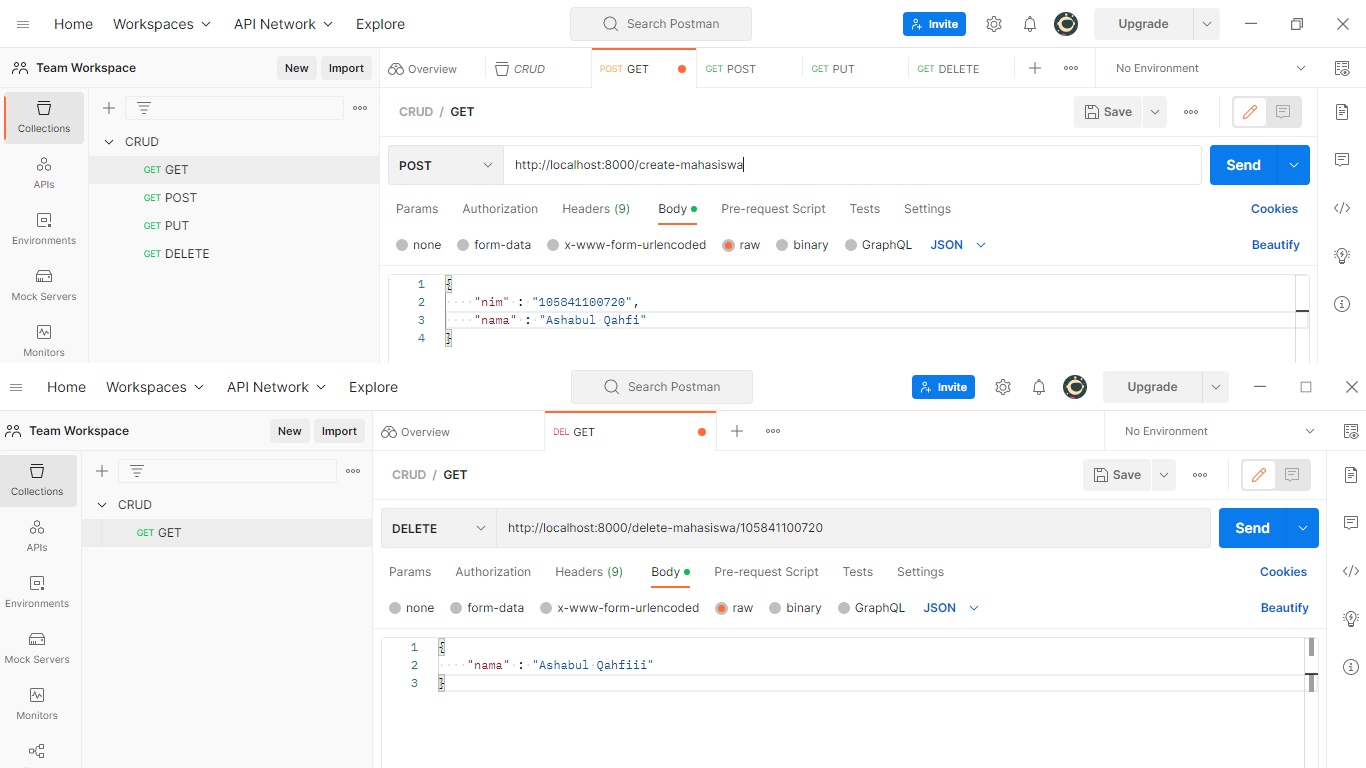 Home Workspaces API Network Explore Search Postman Invite Upgrade
Team Workspace New Import Overview CRUD POST GET GET POST GET PUT GET DELETE No Environment
Collections
APIs
Environments
Mock Servers
Monitors
CRUD
GET GET
GET POST
GET PUT
GET DELETE
CRUD / GET Save
POST http://localhost:8000/create-mahasiswa Send
Params Authorization Headers (9) Body Pre-request Script Tests Settings Cookies
none form-data x-www-form-urlencoded raw binary GraphQL JSON Beautify
1 {
2 "nim" : "105841100720",
3 "nama" : "Ashabul Qahfi"
4 }
Home Workspaces API Network Explore Search Postman Invite Upgrade
Team Workspace New Import Overview DEL GET No Environment
Collections
APIs
Environments
Mock Servers
Monitors
CRUD
GET GET
CRUD / GET Save
DELETE http://localhost:8000/delete-mahasiswa/105841100720 Send
Params Authorization Headers (9) Body Pre-request Script Tests Settings Cookies
none form-data x-www-form-urlencoded raw binary GraphQL JSON Beautify
1 {
2 "nama" : "Ashabul Qahfiii"
3 }